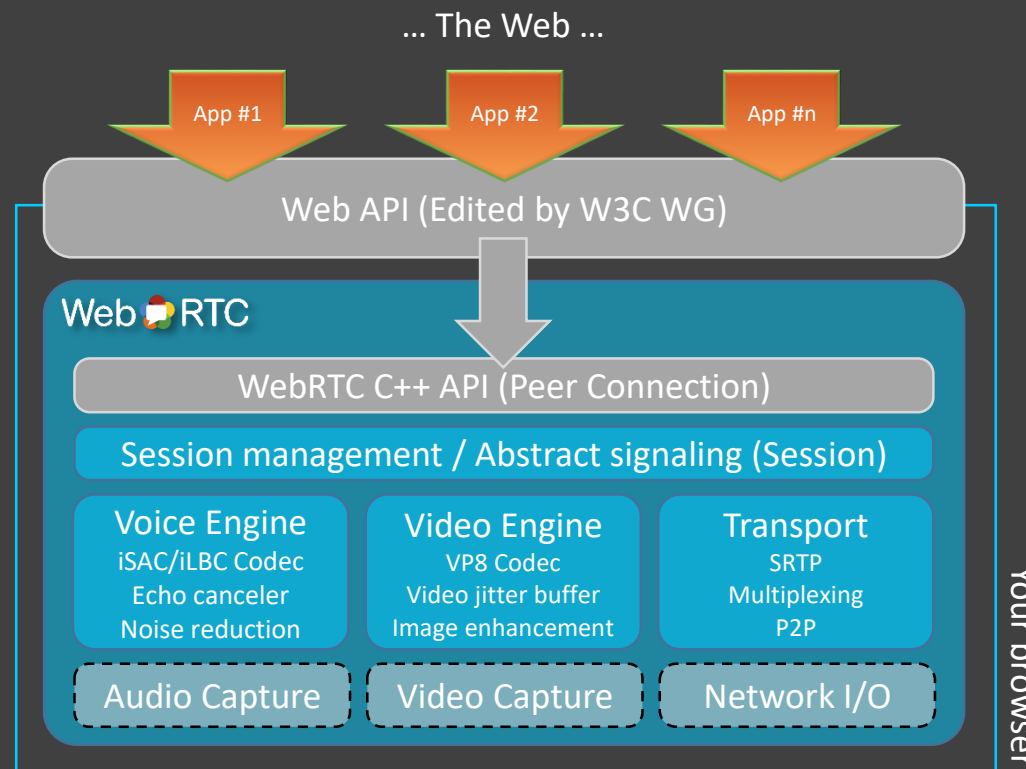 ... The Web ...
App #1
App #2
App #n
Web API (Edited by W3C WG)
Web RTC
WebRTC C++ API (Peer Connection)
Session management / Abstract signaling (Session)
Voice Engine
iSAC/iLBC Codec
Echo canceler
Noise reduction
Video Engine
VP8 Codec
Video jitter buffer
Image enhancement
Transport
SRTP
Multiplexing
P2P
Audio Capture
Video Capture
Network I/O
Your browser